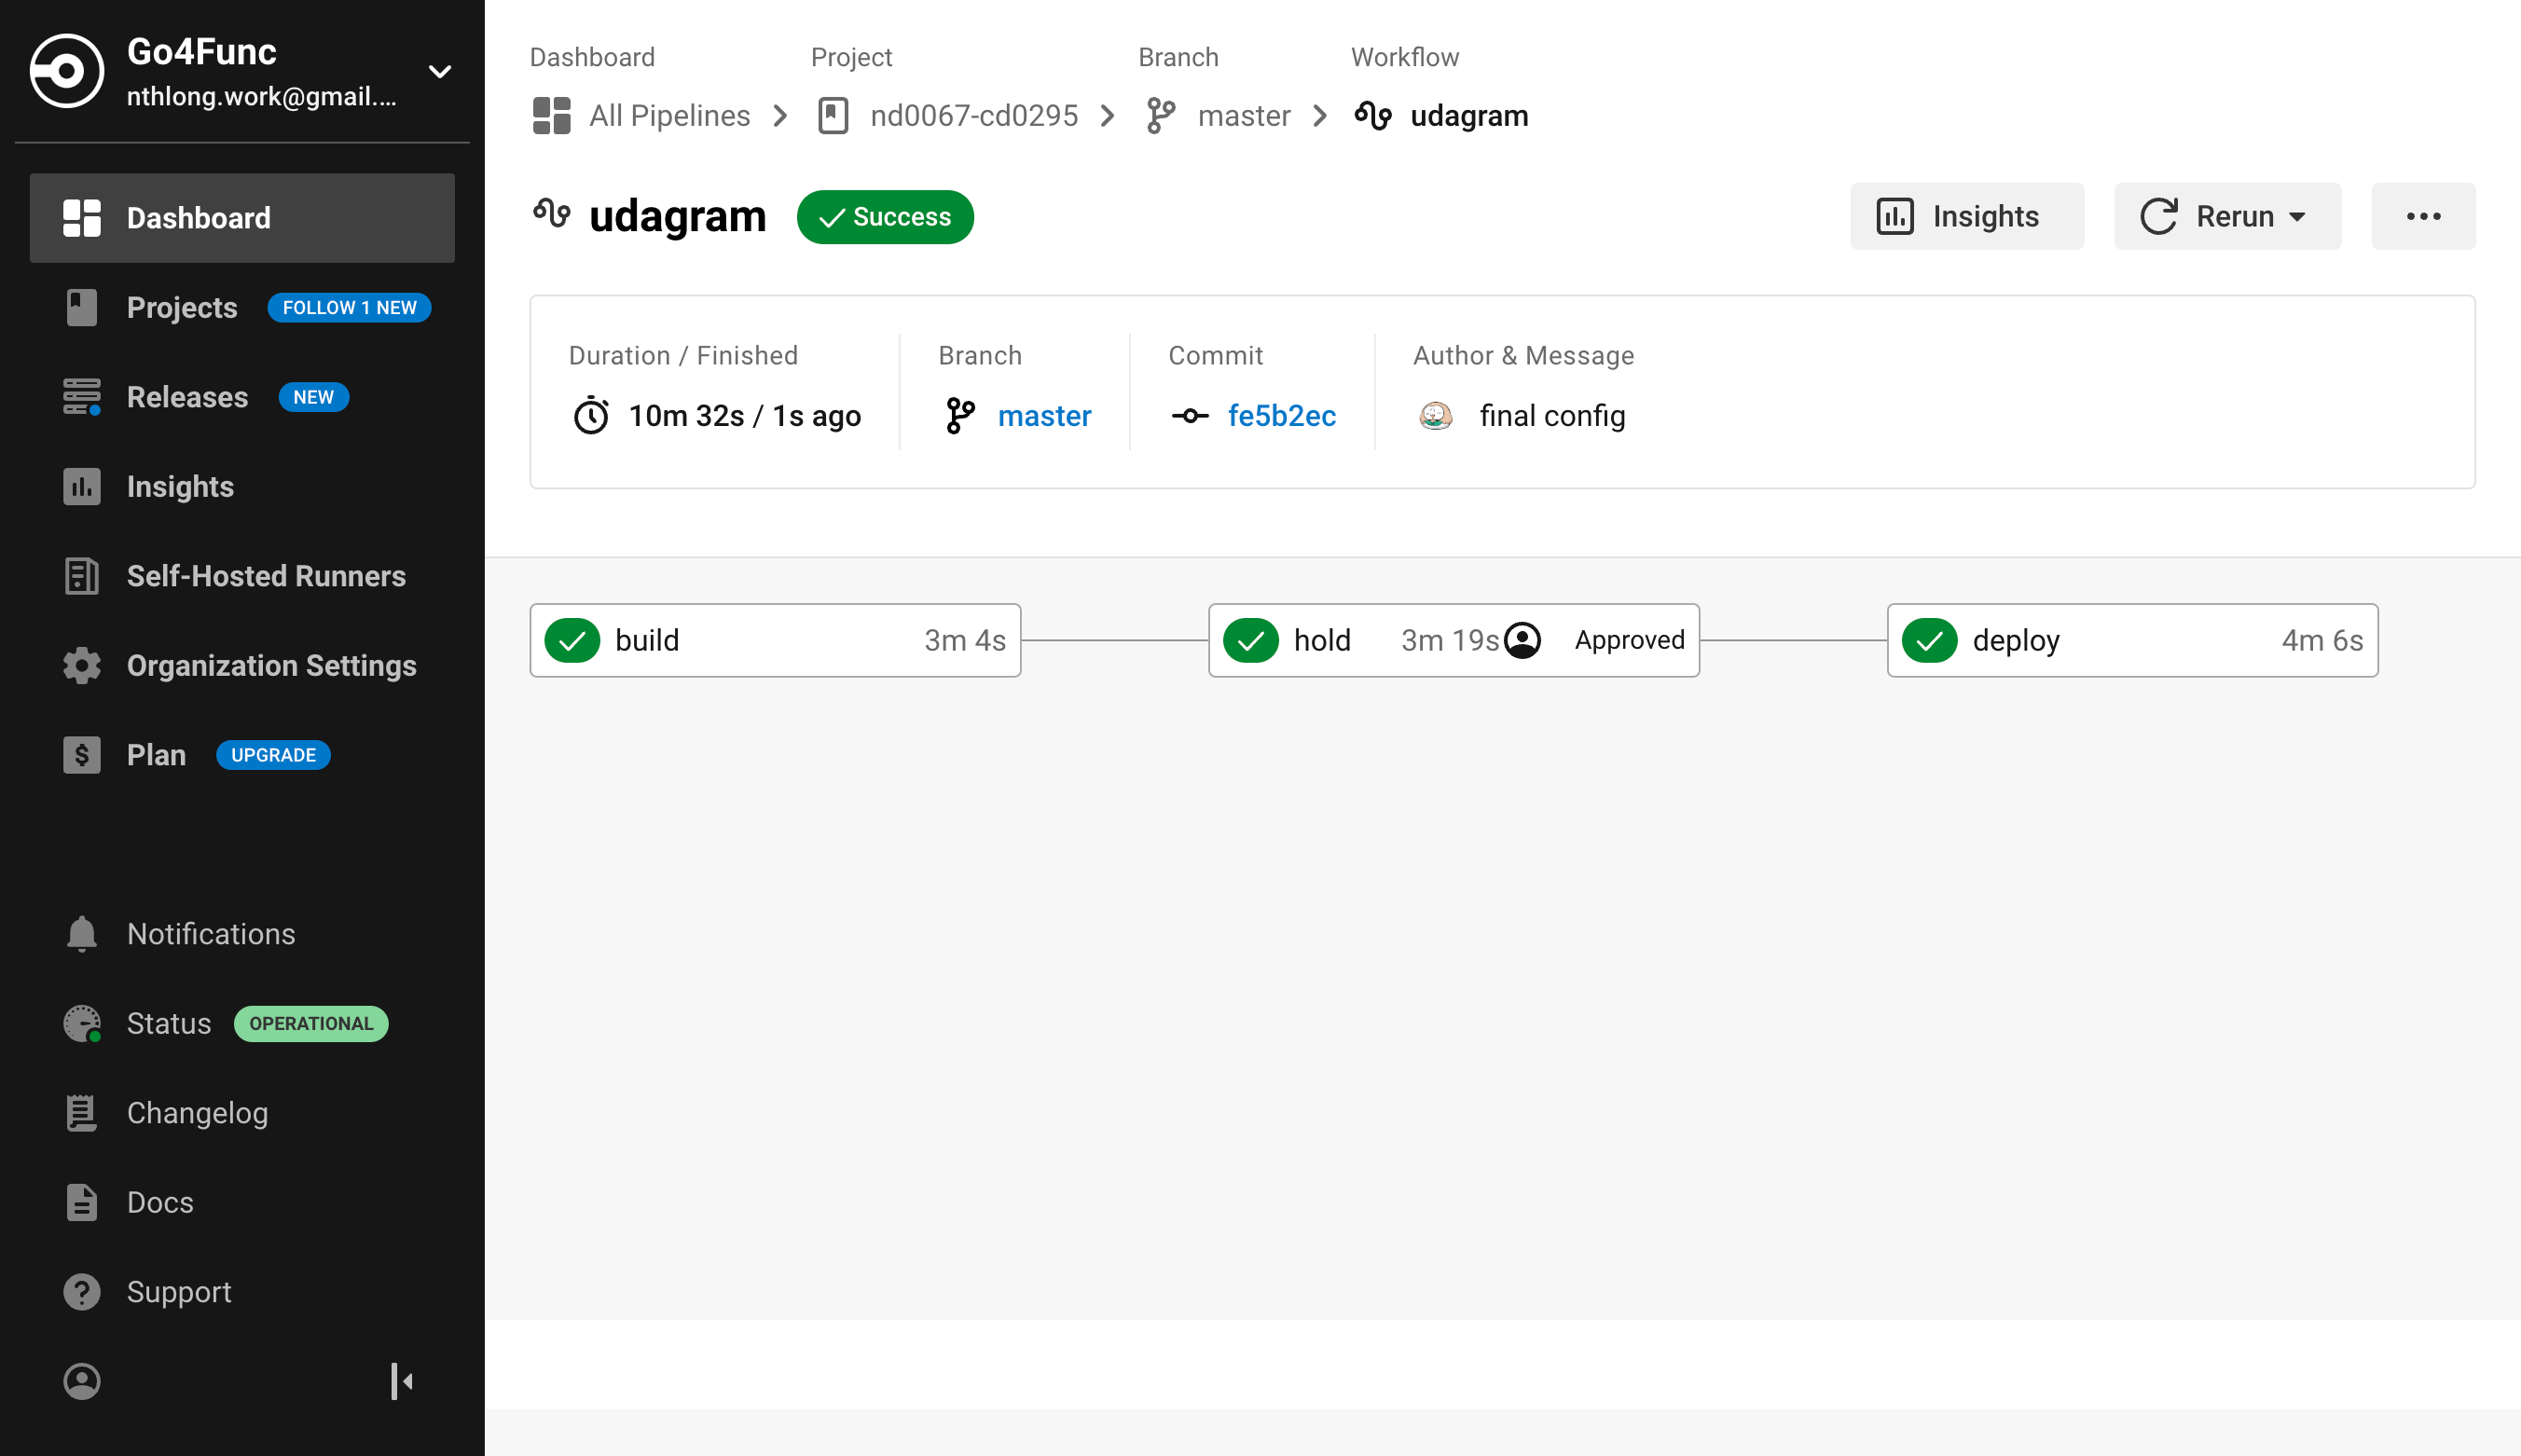 Go4Func
nthlong.work@gmail....
Dashboard
Projects FOLLOW 1 NEW
Releases NEW
Insights
Self-Hosted Runners
Organization Settings
Plan UPGRADE
Notifications
Status OPERATIONAL
Changelog
Docs
Support
Dashboard Project Branch Workflow
All Pipelines nd0067-cd0295 master udagram
udagram Success Insights Rerun
Duration / Finished Branch Commit Author & Message
10m 32s / 1s ago master fe5b2ec final config
build 3m 4s hold 3m 19s Approved deploy 4m 6s